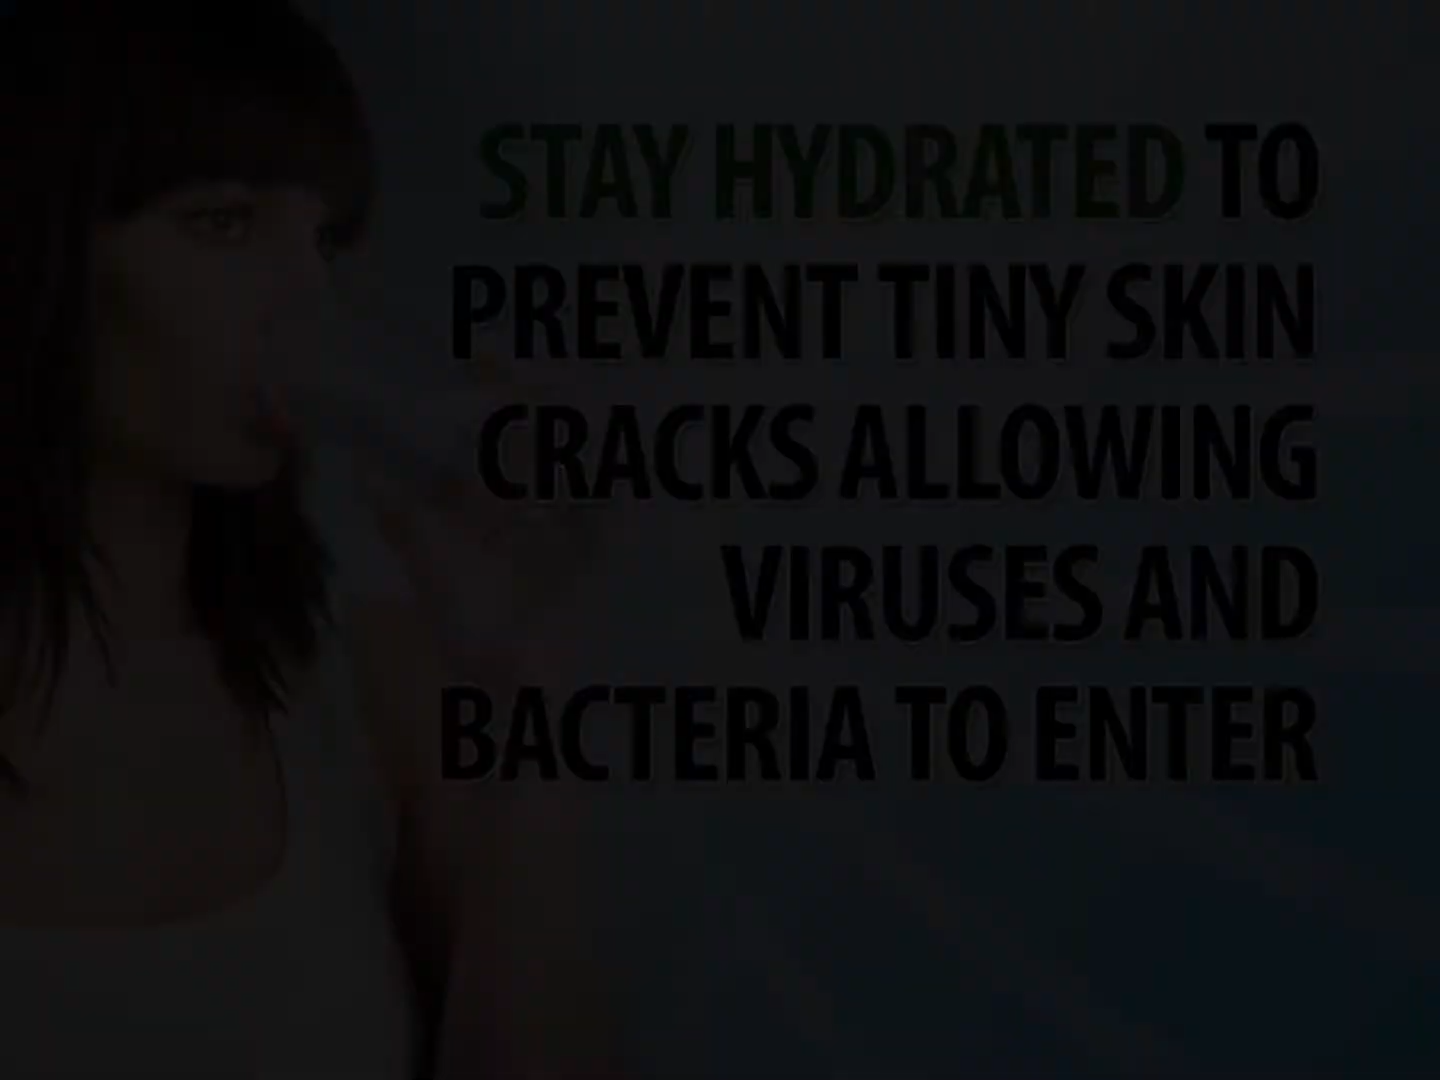 STAY HYDRATED TO
PREVENT TINY SKIN
CRACKS ALLOWING
VIRUSES AND
BACTERIA TO ENTER